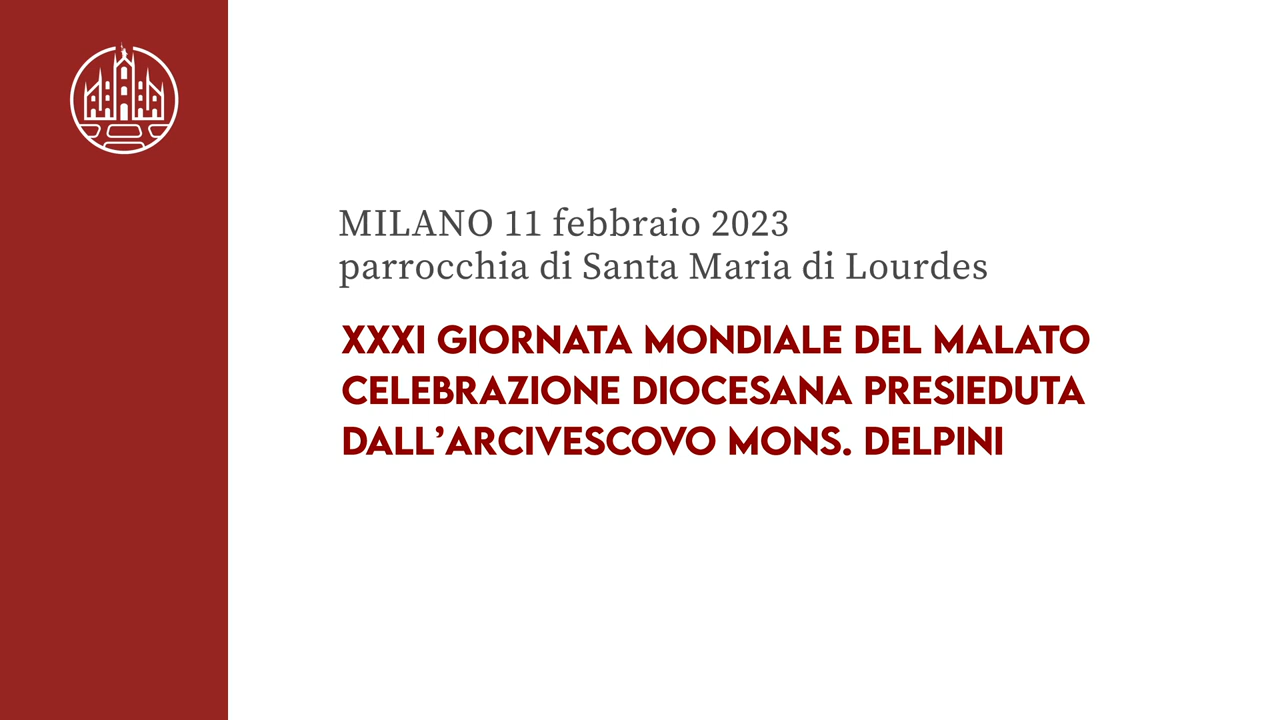 MILANO 11 febbraio 2023
parrocchia di Santa Maria di Lourdes
XXXI GIORNATA MONDIALE DEL MALATO
CELEBRAZIONE DIOCESANA PRESIEDUTA
DALL’ARCIVESCOVO MONS. DELPINI